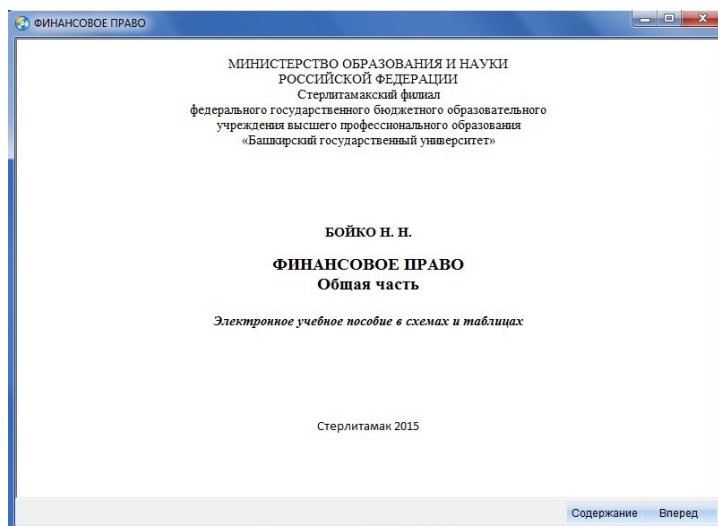 ФИНАНСОВОЕ ПРАВО
МИНИСТЕРСТВО ОБРАЗОВАНИЯ И НАУКИ
РОССИЙСКОЙ ФЕДЕРАЦИИ
Стерлитамакский филиал
федерального государственного бюджетного образовательного
учреждения высшего профессионального образования
«Башкирский государственный университет»
БОЙКО Н. Н.
ФИНАНСОВОЕ ПРАВО
Общая часть
Электронное учебное пособие в схемах и таблицах
Стерлитамак 2015
Содержание Вперед